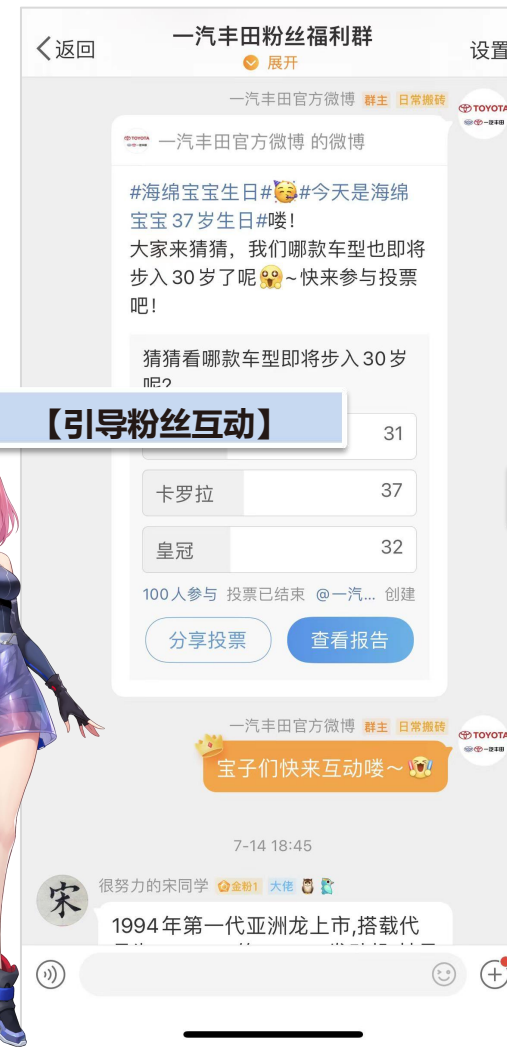 返回
一汽丰田粉丝福利群
展开
设置
一汽丰田官方微博 群主 日常搬砖
TOYOTA
一汽丰田官方微博 的微博
#海绵宝宝生日#🥳#今天是海绵
宝宝37岁生日#喽!
大家来猜猜，我们哪款车型也即将
步入30岁了呢~快来参与投票
吧!
猜猜看哪款车型即将步入30岁
呢?
【引导粉丝互动】
31
卡罗拉 37
皇冠 32
100人参与 投票已结束 @一汽... 创建
分享投票 查看报告
一汽丰田官方微博 群主 日常搬砖
TOYOTA
宝子们快来互动喽～
7-14 18:45
宋
很努力的宋同学 金粉1 大佬
1994年第一代亚洲龙上市,搭载代